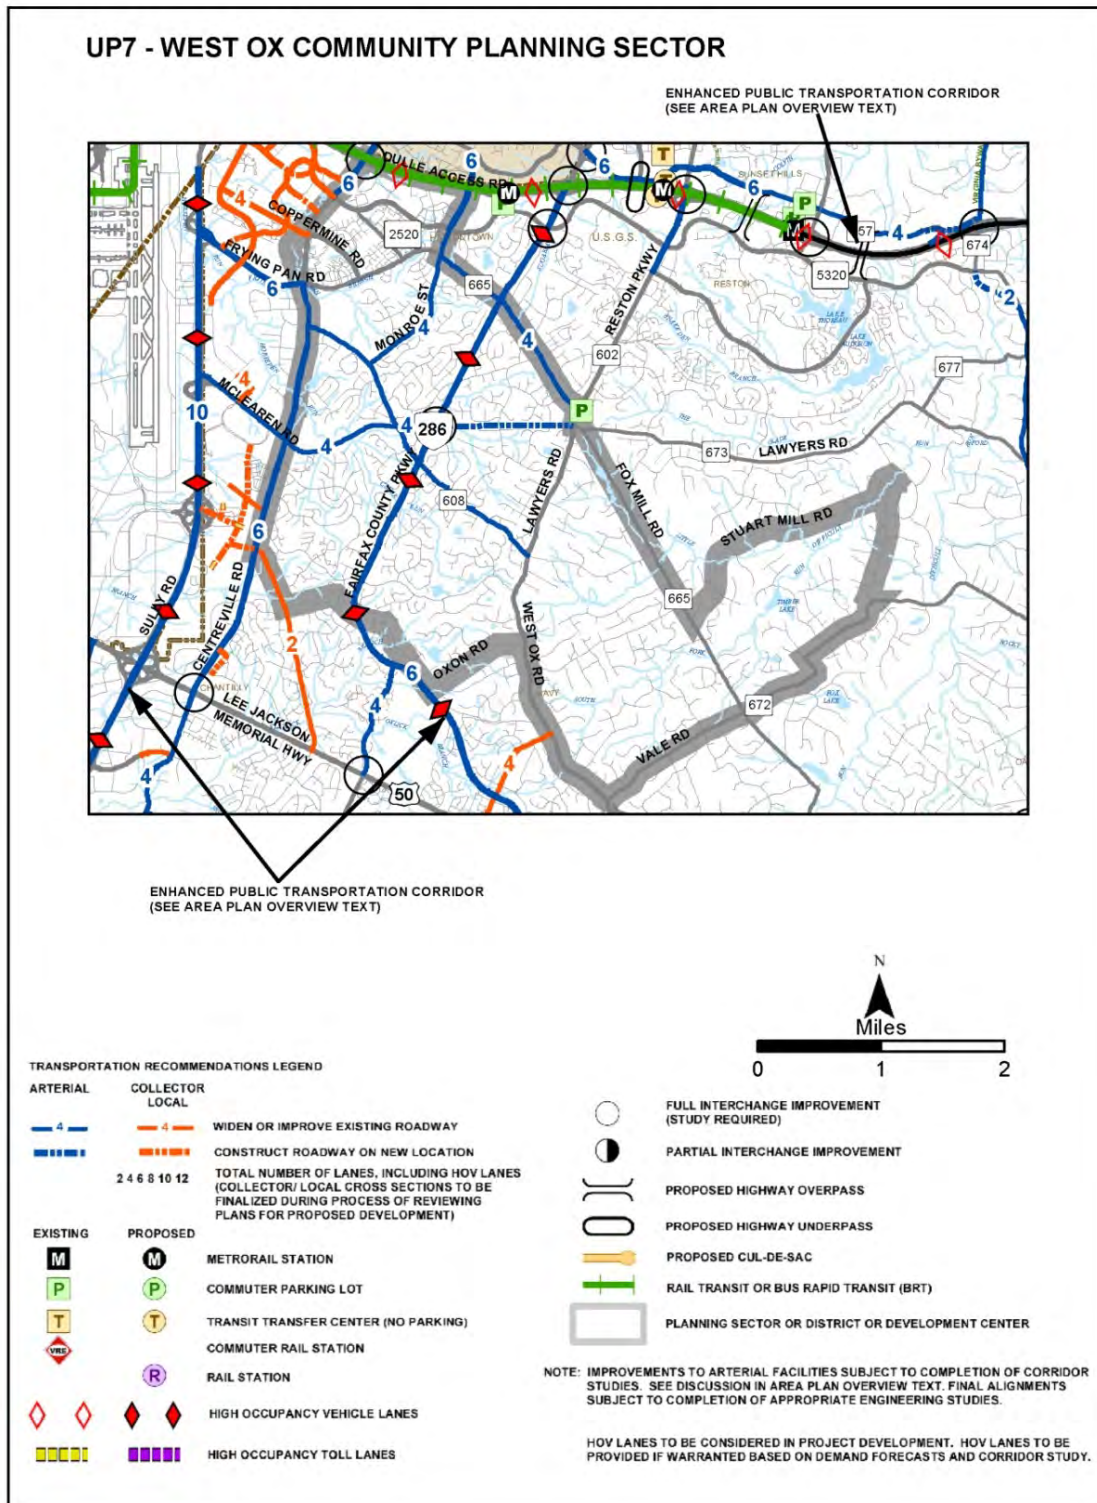 UP7 - WEST OX COMMUNITY PLANNING SECTOR
ENHANCED PUBLIC TRANSPORTATION CORRIDOR
(SEE AREA PLAN OVERVIEW TEXT)
DULLE ACCESS RD
6
6
6
6
T
M
M
M
P
P
SUNSET HILLS
4
COPPERMINE RD
2520
U.S.G.S.
657
4
674
FRYING PAN RD
6
665
MONROE ST
4
RESTON PKWY
RESTON
5320
2
4
602
677
MCLEAREN RD
4
10
4
4
286
P
673
LAWYERS RD
FAIRFAX COUNTY PKWY
608
LAWYERS RD
FOX MILL RD
STUART MILL RD
6
665
SULLY RD
CENTREVILLE RD
2
WEST OX RD
OXON RD
6
CHANTILLY
LEE JACKSON
MEMORIAL HWY
4
672
VALE RD
4
4
50
ENHANCED PUBLIC TRANSPORTATION CORRIDOR
(SEE AREA PLAN OVERVIEW TEXT)
N
Miles
0 1 2
TRANSPORTATION RECOMMENDATIONS LEGEND
ARTERIAL COLLECTOR
LOCAL
4 4 WIDEN OR IMPROVE EXISTING ROADWAY
CONSTRUCT ROADWAY ON NEW LOCATION
2 4 6 8 10 12 TOTAL NUMBER OF LANES, INCLUDING HOV LANES
(COLLECTOR/ LOCAL CROSS SECTIONS TO BE
FINALIZED DURING PROCESS OF REVIEWING
PLANS FOR PROPOSED DEVELOPMENT)
EXISTING PROPOSED
M M METRORAIL STATION
P P COMMUTER PARKING LOT
T T TRANSIT TRANSFER CENTER (NO PARKING)
VRE COMMUTER RAIL STATION
R RAIL STATION
HIGH OCCUPANCY VEHICLE LANES
HIGH OCCUPANCY TOLL LANES
FULL INTERCHANGE IMPROVEMENT
(STUDY REQUIRED)
PARTIAL INTERCHANGE IMPROVEMENT
PROPOSED HIGHWAY OVERPASS
PROPOSED HIGHWAY UNDERPASS
PROPOSED CUL-DE-SAC
RAIL TRANSIT OR BUS RAPID TRANSIT (BRT)
PLANNING SECTOR OR DISTRICT OR DEVELOPMENT CENTER
NOTE: IMPROVEMENTS TO ARTERIAL FACILITIES SUBJECT TO COMPLETION OF CORRIDOR
STUDIES. SEE DISCUSSION IN AREA PLAN OVERVIEW TEXT. FINAL ALIGNMENTS
SUBJECT TO COMPLETION OF APPROPRIATE ENGINEERING STUDIES.
HOV LANES TO BE CONSIDERED IN PROJECT DEVELOPMENT. HOV LANES TO BE
PROVIDED IF WARRANTED BASED ON DEMAND FORECASTS AND CORRIDOR STUDY.